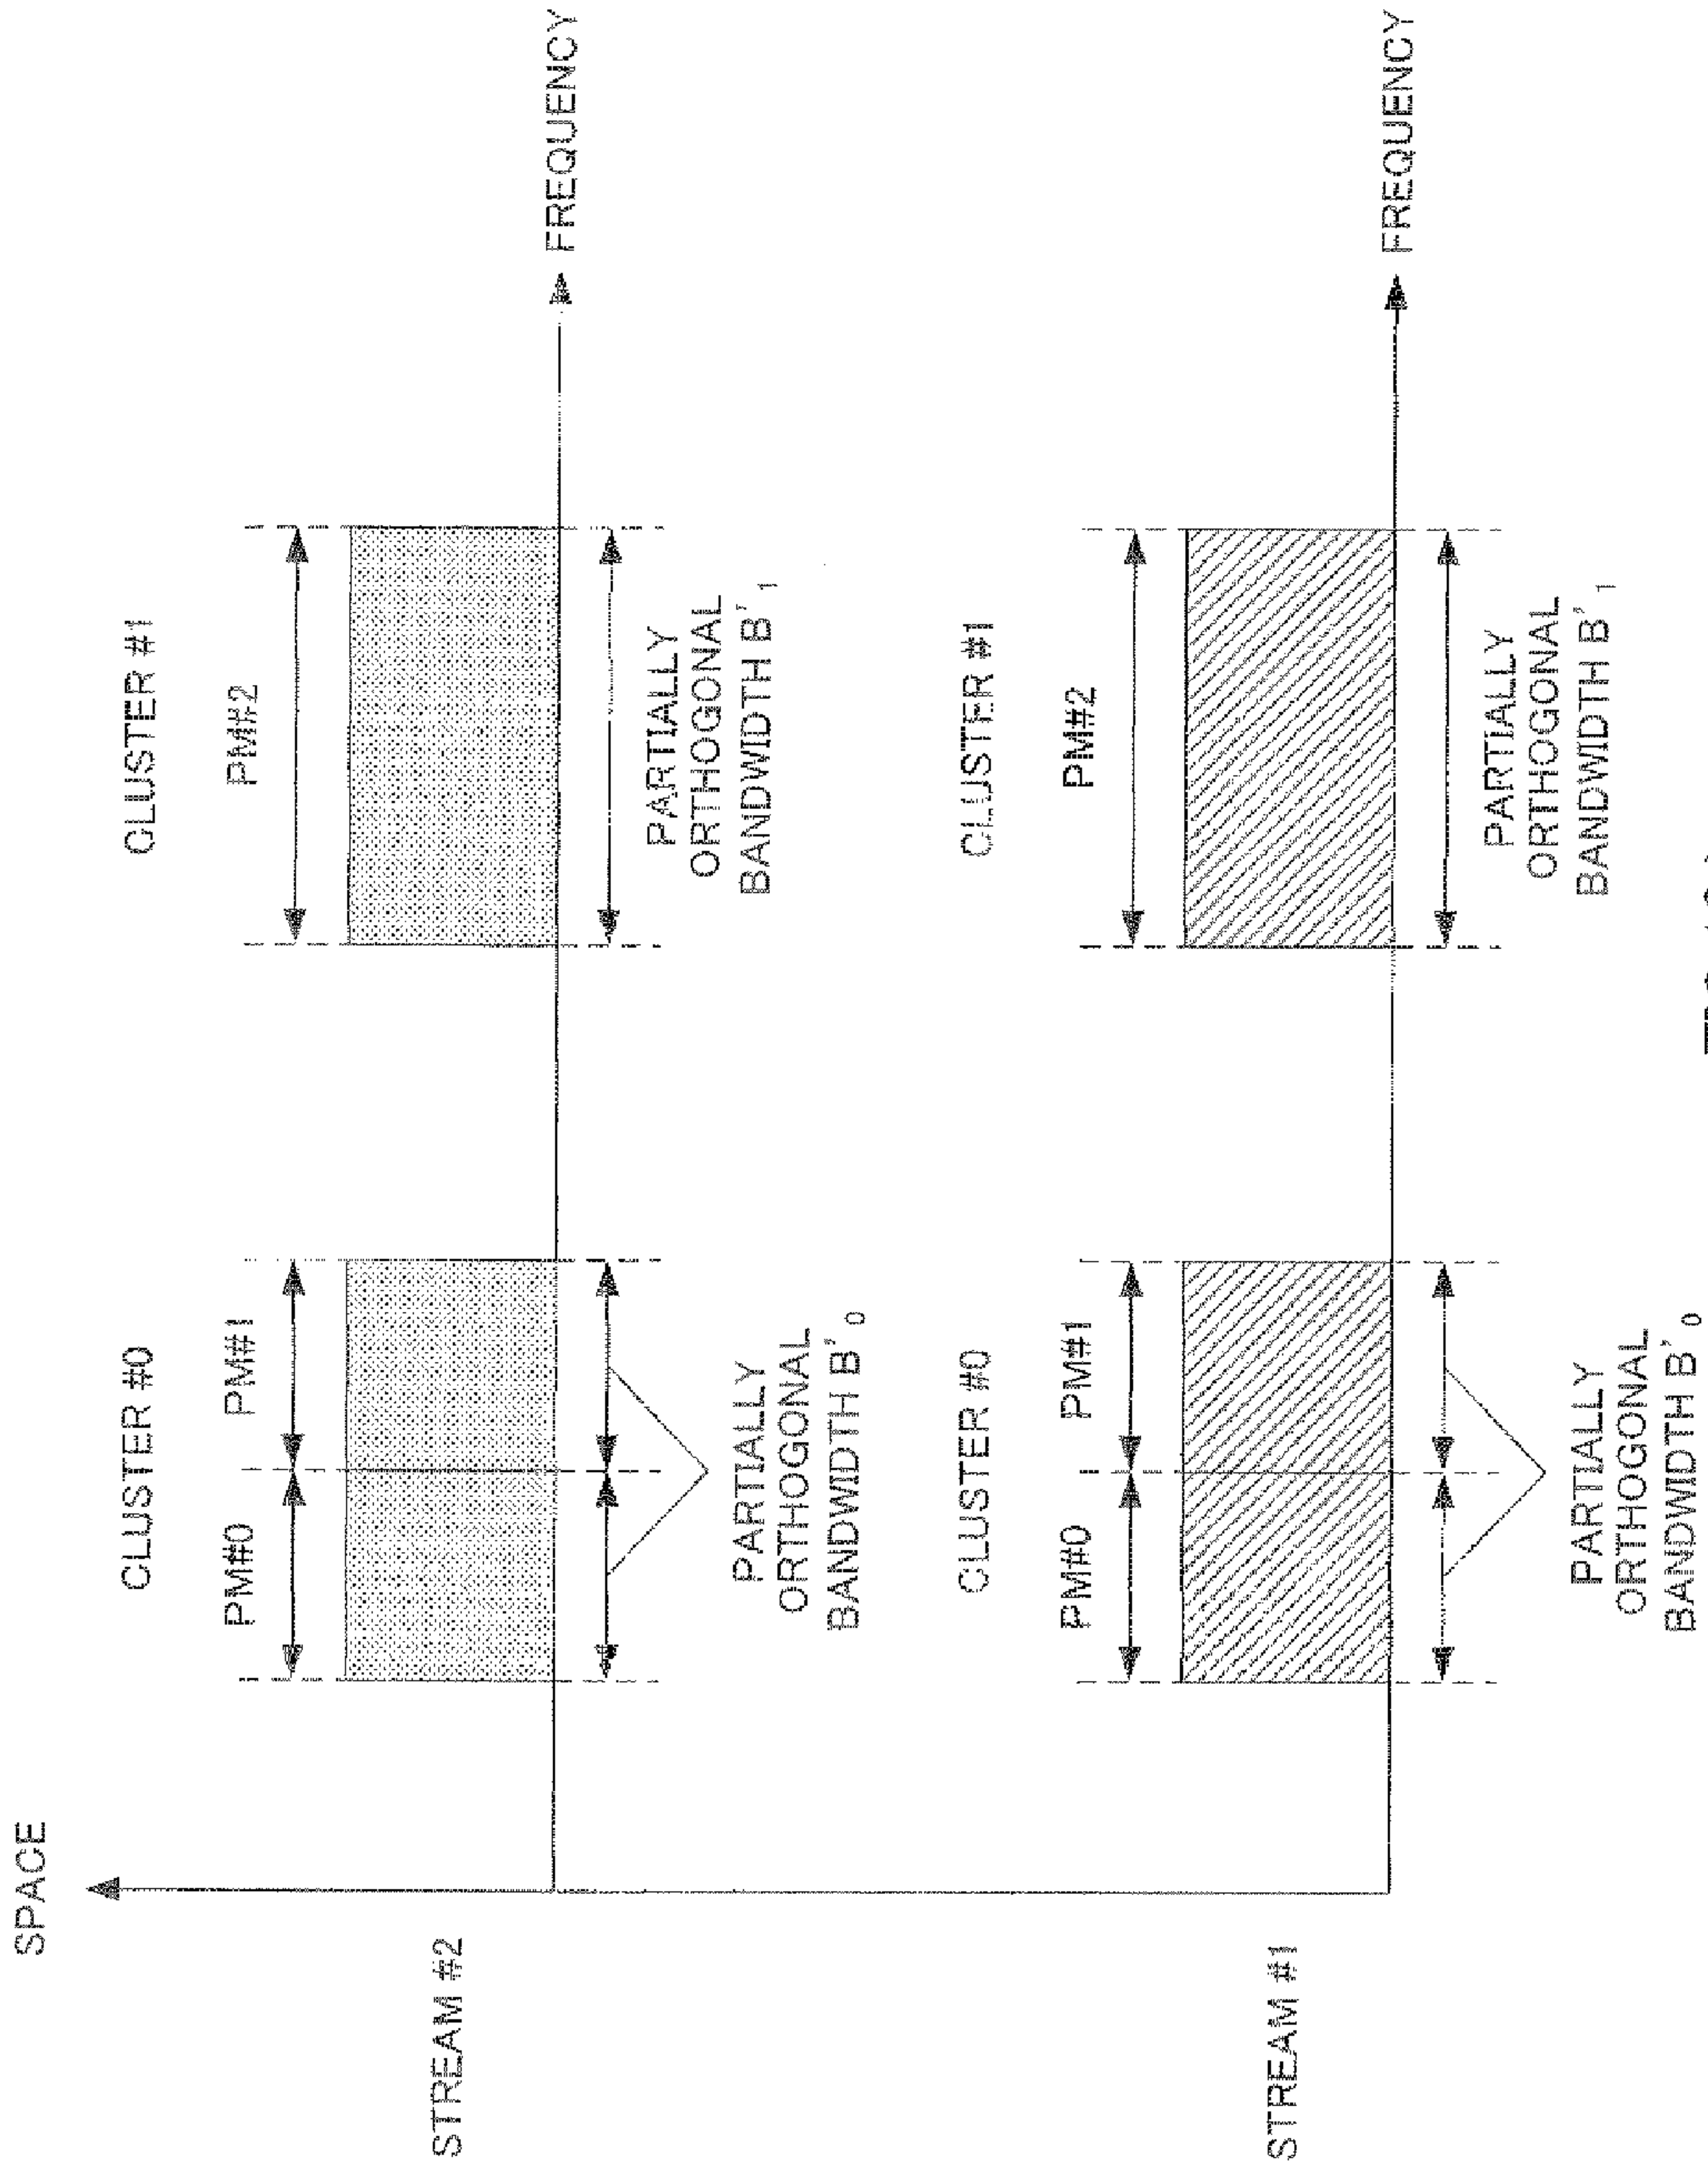 SPACE
STREAM #2
CLUSTER #0
CLUSTER #1
PM#0
PM#1
PM#2
FREQUENCY
PARTIALLY
ORTHOGONAL
BANDWIDTH B'0
PARTIALLY
ORTHOGONAL
BANDWIDTH B'1
STREAM #1
CLUSTER #0
CLUSTER #1
PM#0
PM#1
PM#2
FREQUENCY
PARTIALLY
ORTHOGONAL
BANDWIDTH B'0
PARTIALLY
ORTHOGONAL
BANDWIDTH B'1